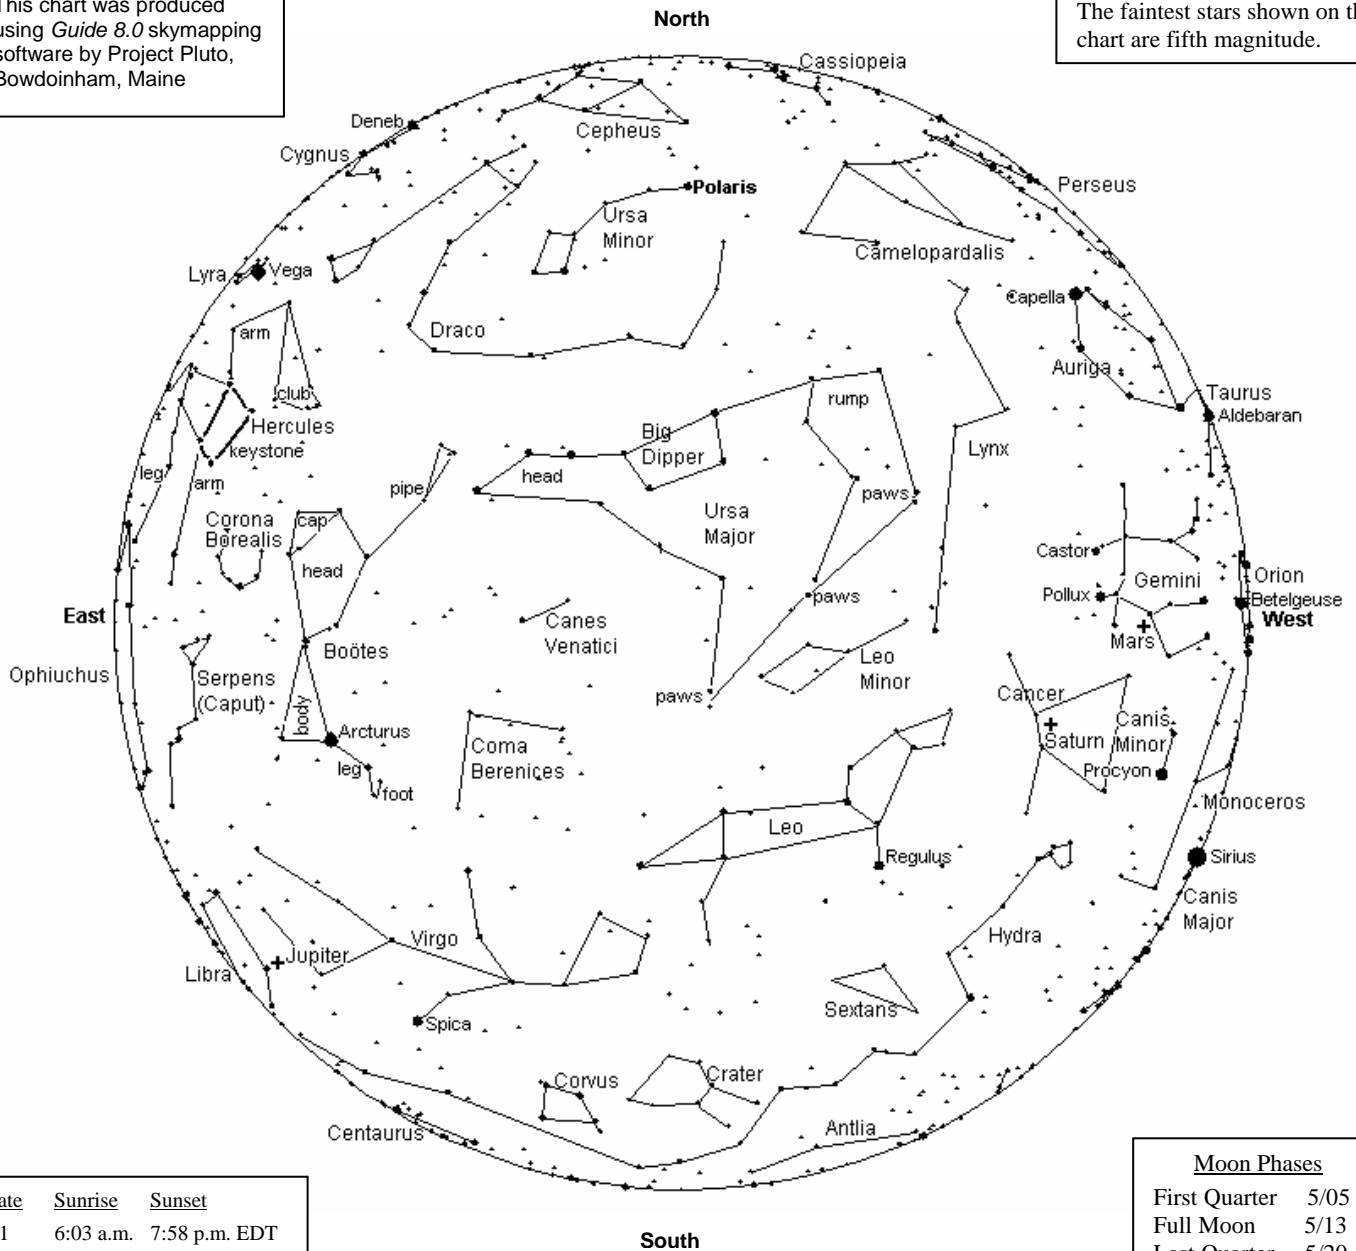 This chart was produced
using Guide 8.0 skymapping
software by Project Pluto,
Bowdoinham, Maine
North
The faintest stars shown on
chart are fifth magnitude.
Cassiopeia
Deneb
Cepheus
Cygnus
Polaris
Perseus
Ursa
Minor
Camelopardalis
Lyra
Vega
Capella
arm
Draco
Auriga
club
rump
Taurus
Aldebaran
Hercules
keystone
Big
Dipper
Lynx
leg
arm
pipe
head
paws
Corona
Borealis
cap
Ursa
Major
Castor
head
Gemini
Orion
Pollux
Betelgeuse
East
paws
West
Canes
Venatici
Mars
Boötes
Leo
Minor
Ophiuchus
Serpens
(Caput)
paws
Cancer
body
Arcturus
Coma
Berenices
Saturn
Canis
Minor
leg
Procyon
foot
Monoceros
Leo
Regulus
Sirius
Canis
Major
Virgo
Hydra
Jupiter
Libra
Sextans
Spica
Corvus
Crater
Centaurus
Antlia
Moon Phases
First Quarter 5/05
Full Moon 5/13
Last Quarter 5/20
Sunrise Sunset
6:03 a.m. 7:58 p.m. EDT
South